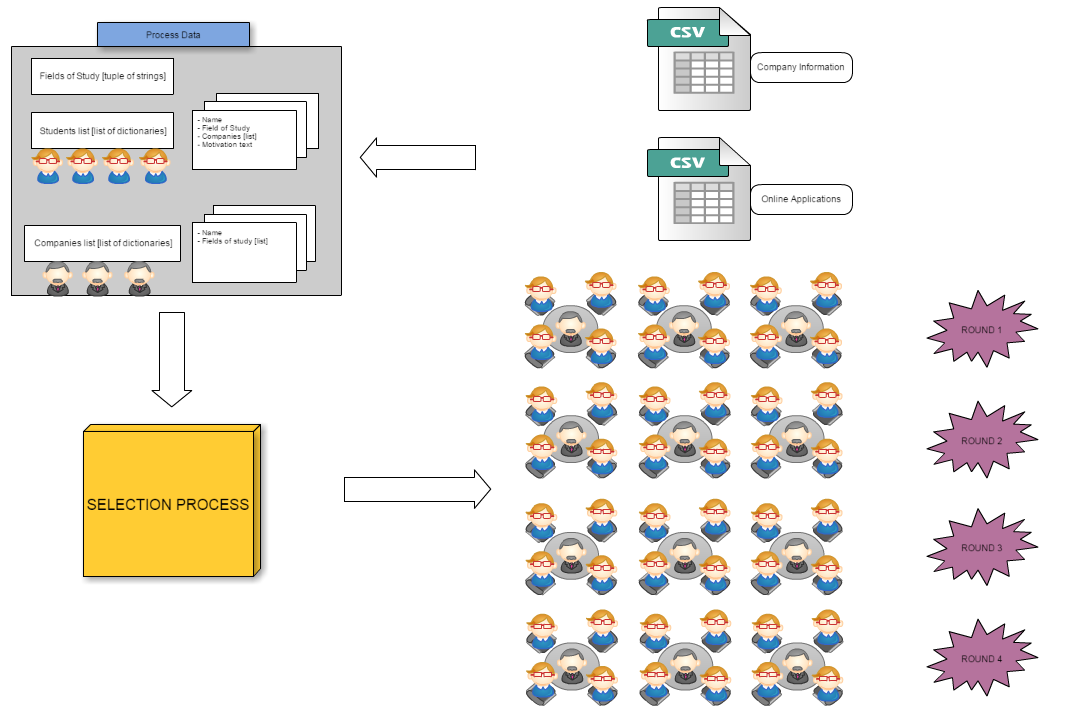 Process Data
Fields of Study [tuple of strings]
Students list [list of dictionaries]
- Name
- Field of Study
- Companies [list]
- Motivation text
Companies list [list of dictionaries]
- Name
- Fields of study [list]
CSV
Company Information
CSV
Online Applications
SELECTION PROCESS
ROUND 1
ROUND 2
ROUND 3
ROUND 4